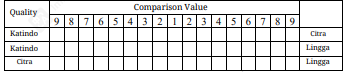 Quality Comparison Value
9 8 7 6 5 4 3 2 1 2 3 4 5 6 7 8 9
Katindo Citra
Katindo Lingga
Citra Lingga